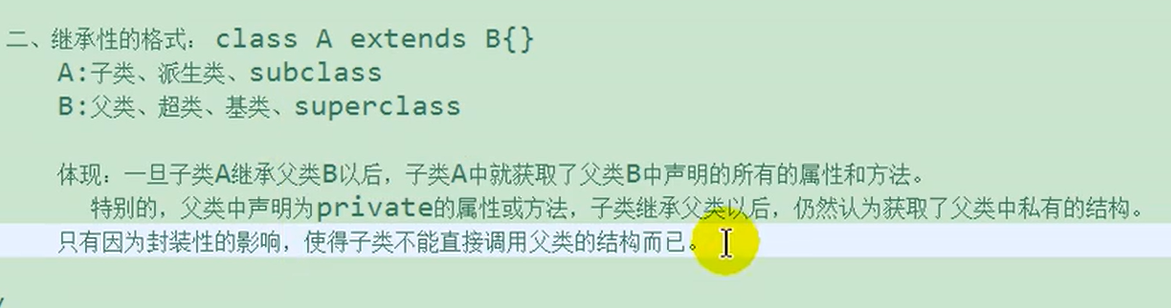 二、继承性的格式: class A extends B{}
A:子类、派生类、subclass
B:父类、超类、基类、superclass
体现:一旦子类A继承父类B以后,子类A中就获取了父类B中声明的所有的属性和方法。
特别的,父类中声明为private的属性或方法,子类继承父类以后,仍然认为获取了父类中私有的结构。
只有因为封装性的影响,使得子类不能直接调用父类的结构而已。